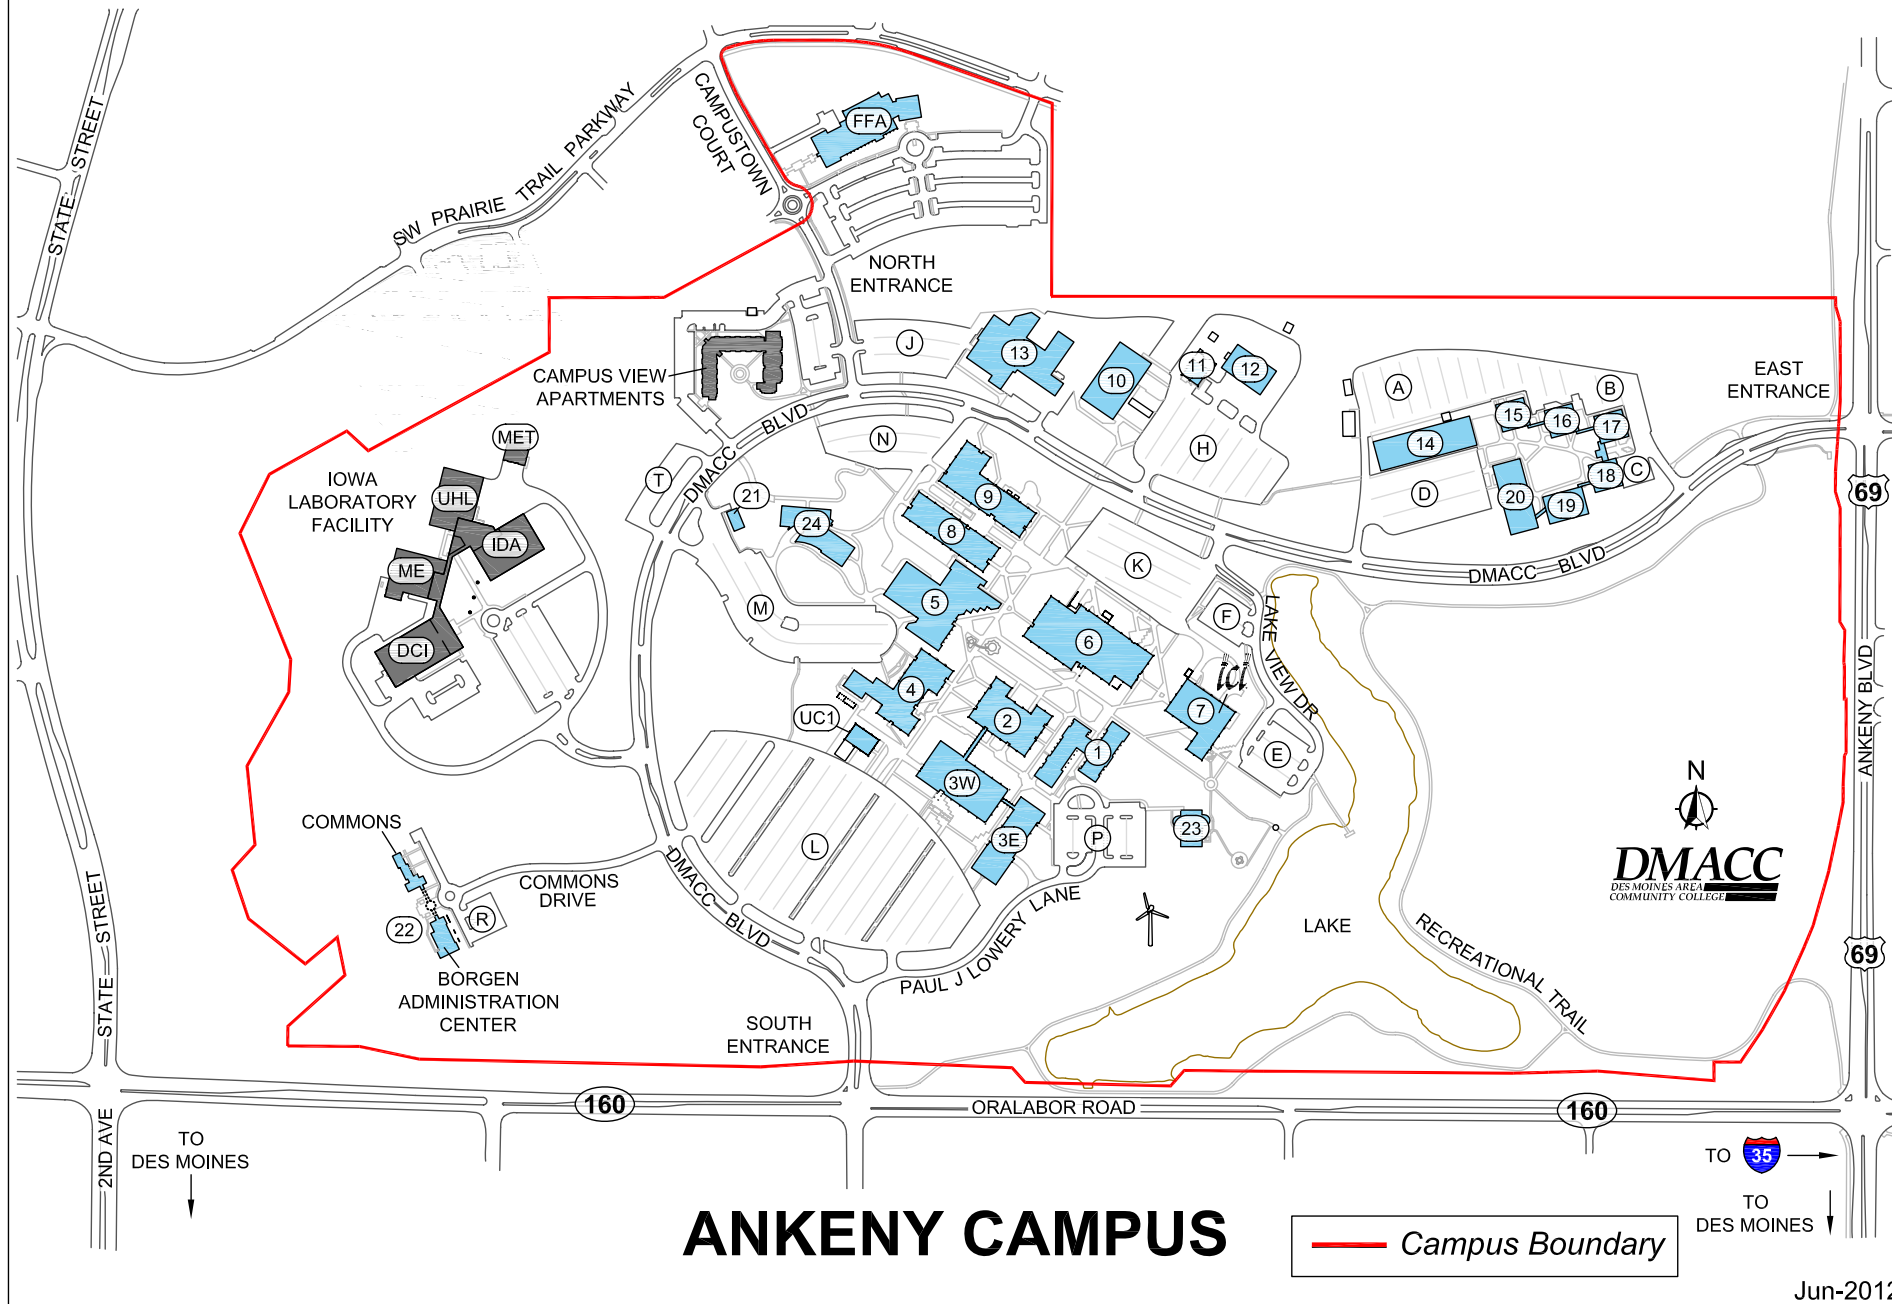 FFA
CAMPUSTOWN
COURT
SW PRAIRIE TRAIL PARKWAY
STATE STREET
NORTH
ENTRANCE
J
13
10
11
12
CAMPUS VIEW
APARTMENTS
EAST
ENTRANCE
A
B
15
16
17
14
18
C
D
20
19
DMACC BLVD
N
H
MET
T
IOWA
LABORATORY
FACILITY
UHL
IDA
ME
DCI
21
24
9
8
K
69
DMACC BLVD
M
5
6
F
LAKE VIEW DR
ici
4
UC1
2
7
1
E
ANKENY BLVD
N
3W
3E
P
23
L
COMMONS
COMMONS
DRIVE
R
22
BORGEN
ADMINISTRATION
CENTER
DMACC BLVD
PAUL J LOWERY LANE
LAKE
RECREATIONAL TRAIL
DMACC
DES MOINES AREA
COMMUNITY COLLEGE
69
STATE STREET
SOUTH
ENTRANCE
160
ORALABOR ROAD
160
2ND AVE
TO
DES MOINES
TO 35
TO
DES MOINES
ANKENY CAMPUS
Campus Boundary
Jun-2012